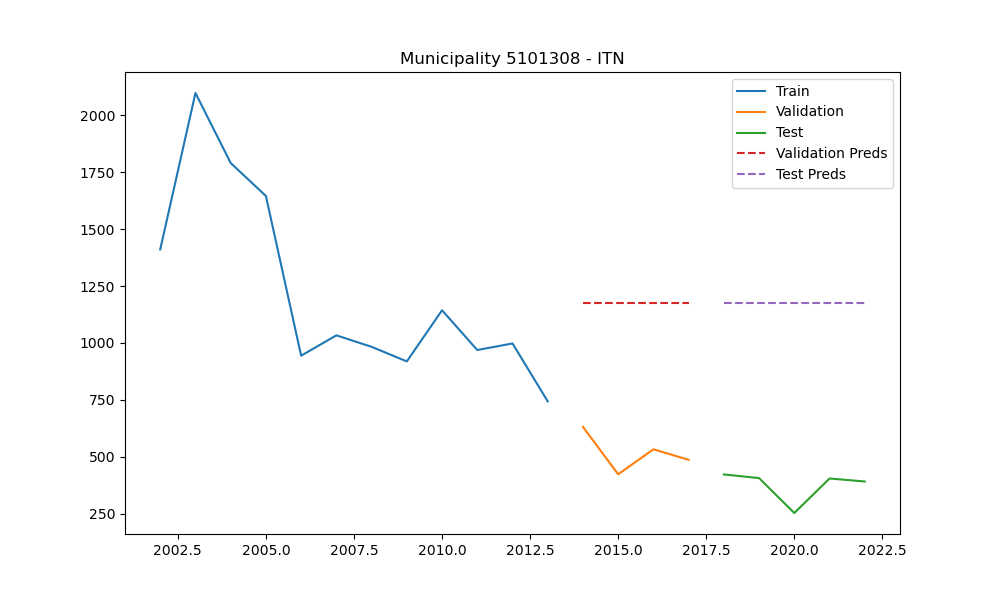 Municipality 5101308 - ITN
Train
Validation
Test
Validation Preds
Test Preds
2000
1750
1500
1250
1000
750
500
250
2002.5 2005.0 2007.5 2010.0 2012.5 2015.0 2017.5 2020.0 2022.5